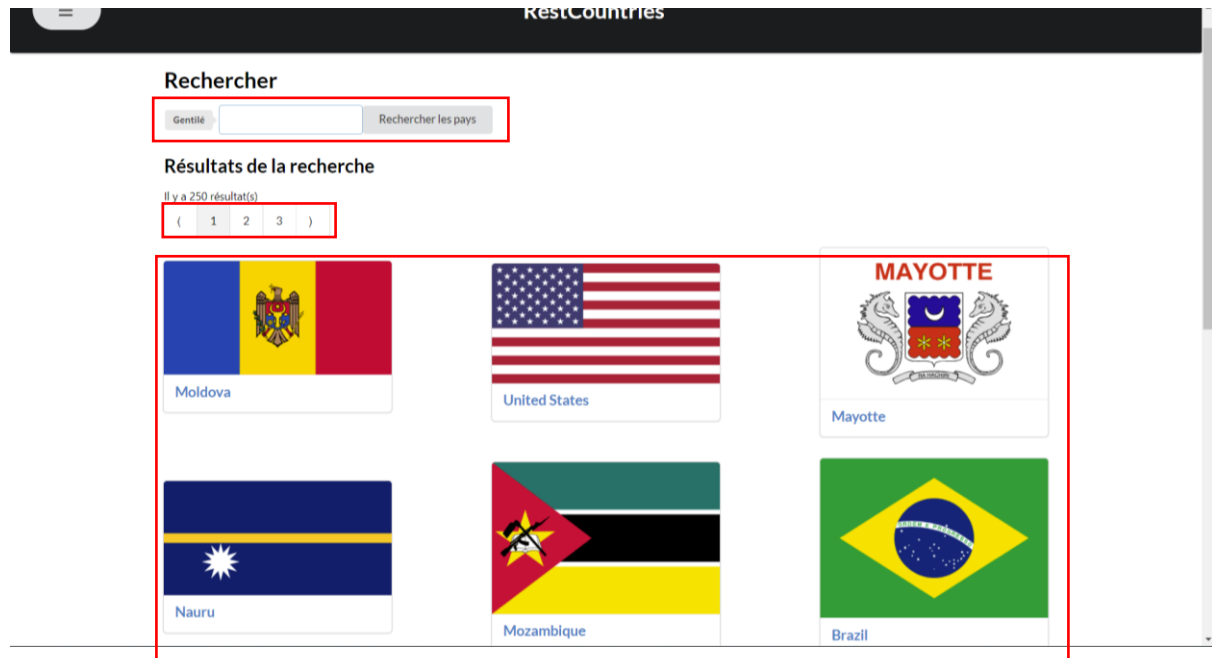 RestCountries
Rechercher
Gentilé
Rechercher les pays
Résultats de la recherche
Il y a 250 résultat(s)
⟨ 1 2 3 ⟩
MAYOTTE
Moldova
United States
Mayotte
Nauru
Mozambique
Brazil